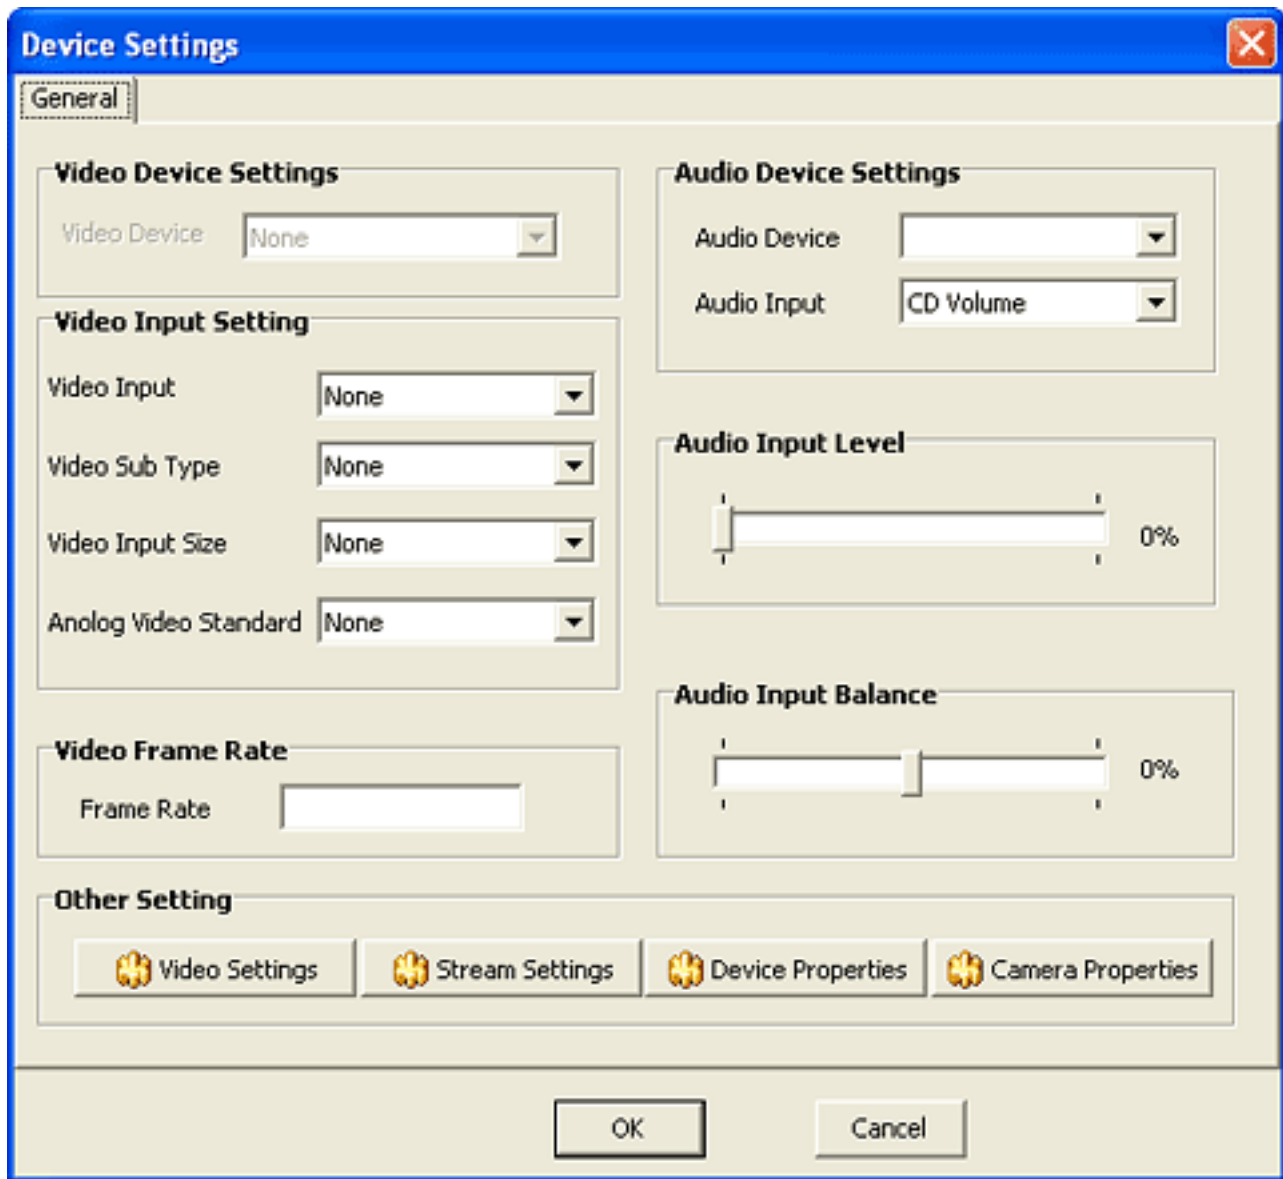 Device Settings
General
Video Device Settings
Video Device None
Video Input Setting
Video Input None
Video Sub Type None
Video Input Size None
Anolog Video Standard None
Video Frame Rate
Frame Rate
Audio Device Settings
Audio Device
Audio Input CD Volume
Audio Input Level
0%
Audio Input Balance
0%
Other Setting
Video Settings Stream Settings Device Properties Camera Properties
OK Cancel